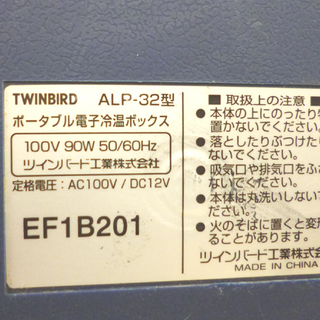 TWINBIRD ALP-32型
ポータブル電子冷温ボックス
100V 90W 50/60Hz
ツインバード工業株式会社
定格電圧：AC100V / DC12V
EF1B201
■ 取扱上の注意 ■
●本体の上にのったり物
置かないでください。
●落としたりぶつけたり
ないでください。
●吸気口や排気口をふさ
ないでください。
●本体は丸洗いしないで
ださい。
●火のそばに置くと変形
ることがあります。
ツインバード工業株式会社
MADE IN CHINA